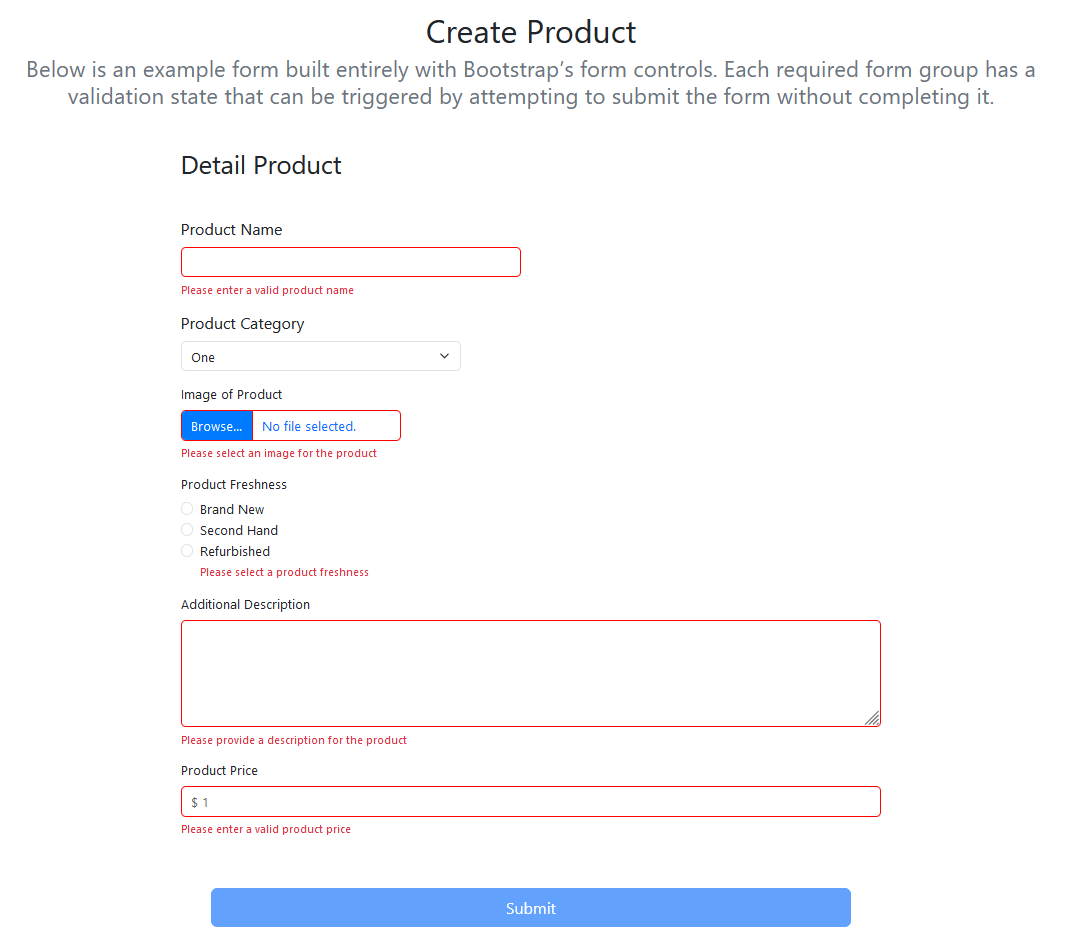 Create Product
Below is an example form built entirely with Bootstrap’s form controls. Each required form group has a
validation state that can be triggered by attempting to submit the form without completing it.
Detail Product
Product Name
Please enter a valid product name
Product Category
One
Image of Product
Browse... No file selected.
Please select an image for the product
Product Freshness
Brand New
Second Hand
Refurbished
Please select a product freshness
Additional Description
Please provide a description for the product
Product Price
$ 1
Please enter a valid product price
Submit